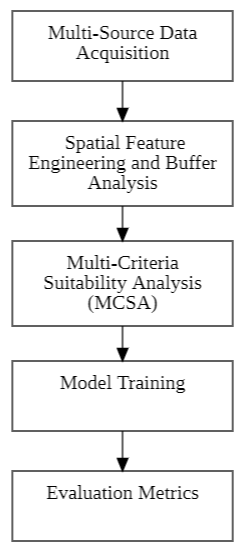 Multi-Source Data
Acquisition
Spatial Feature
Engineering and Buffer
Analysis
Multi-Criteria
Suitability Analysis
(MCSA)
Model Training
Evaluation Metrics